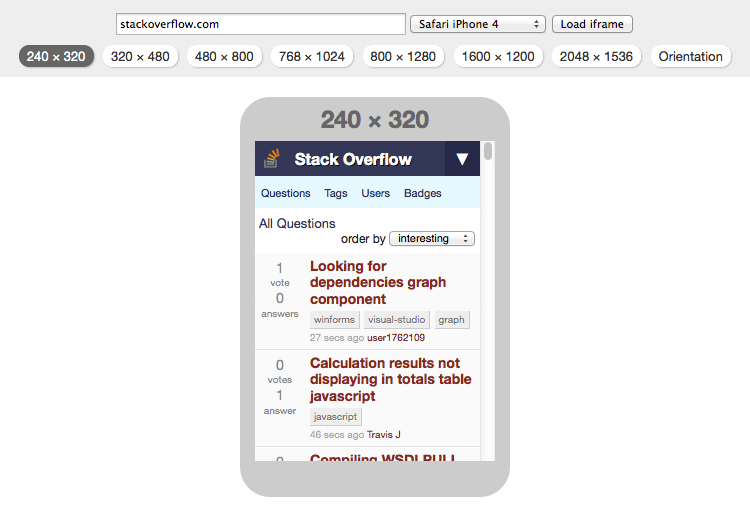 stackoverflow.com Safari iPhone 4 Load iframe
240 × 320 320 × 480 480 × 800 768 × 1024 800 × 1280 1600 × 1200 2048 × 1536 Orientation
240 × 320
Stack Overflow ▼
Questions Tags Users Badges
All Questions
order by interesting
1 vote
0 answers
Looking for
dependencies graph
component
winforms visual-studio graph
27 secs ago user1762109
0 votes
1 answer
Calculation results not
displaying in totals table
javascript
javascript
46 secs ago Travis J
0
Compiling WSDL PULL